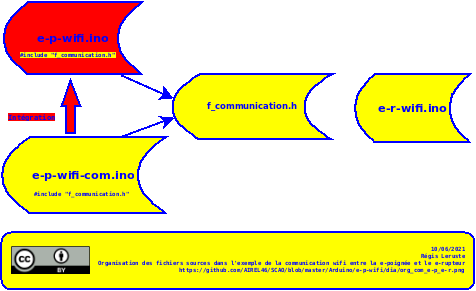 e-p-wifi.ino
#include "f_communication.h"
f_communication.h
e-r-wifi.ino
intégration
e-p-wifi-com.ino
#include "f_communication.h"
cc BY
10/06/2021
Régis Leruste
Organisation des fichiers sources dans l'exemple de la communication wifi entre la e-poignée et le e-rupteur
https://github.com/AIREL46/SCAO/blob/master/Arduino/e-p-wifi/dia/org_com_e-p_e-r.png